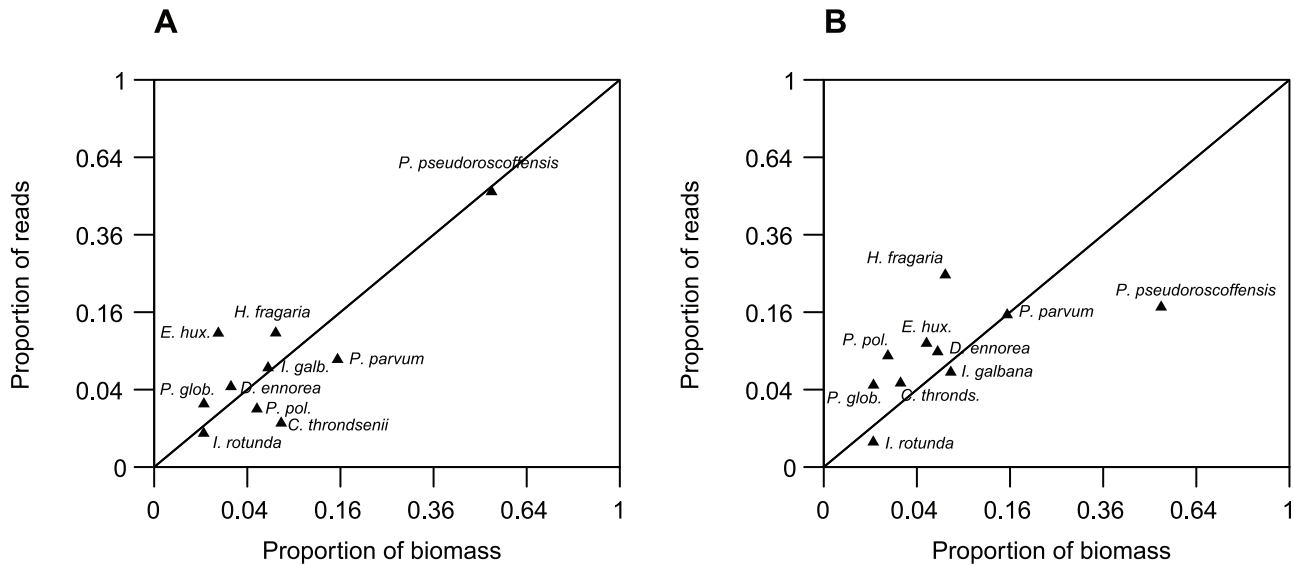 A
Proportion of reads
1
0.64
0.36
0.16
0.04
0
P. pseudoroscoffensis
H. fragaria
E. hux.
P. parvum
I. galb.
P. glob.
D. ennorea
P. pol.
C. throndsenii
I. rotunda
0 0.04 0.16 0.36 0.64 1
Proportion of biomass
B
Proportion of reads
1
0.64
0.36
0.16
0.04
0
H. fragaria
P. pseudoroscoffensis
P. parvum
E. hux.
P. pol.
D. ennorea
I. galbana
P. glob.
C. thronds.
I. rotunda
0 0.04 0.16 0.36 0.64 1
Proportion of biomass